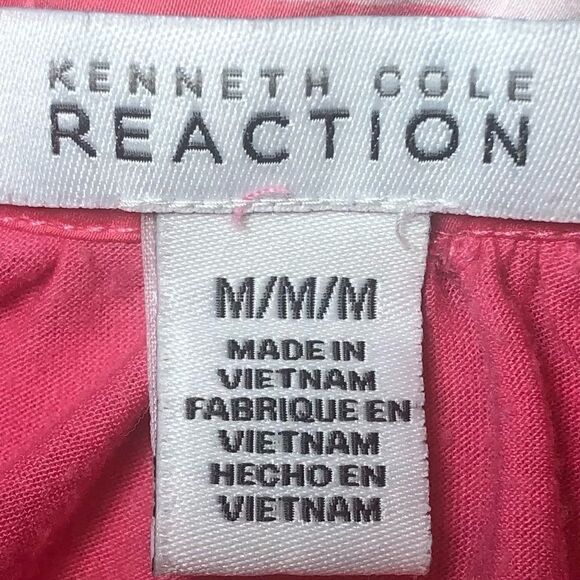 KENNETH COLE
REACTION
M/M/M
MADE IN
VIETNAM
FABRIQUE EN
VIETNAM
HECHO EN
VIETNAM